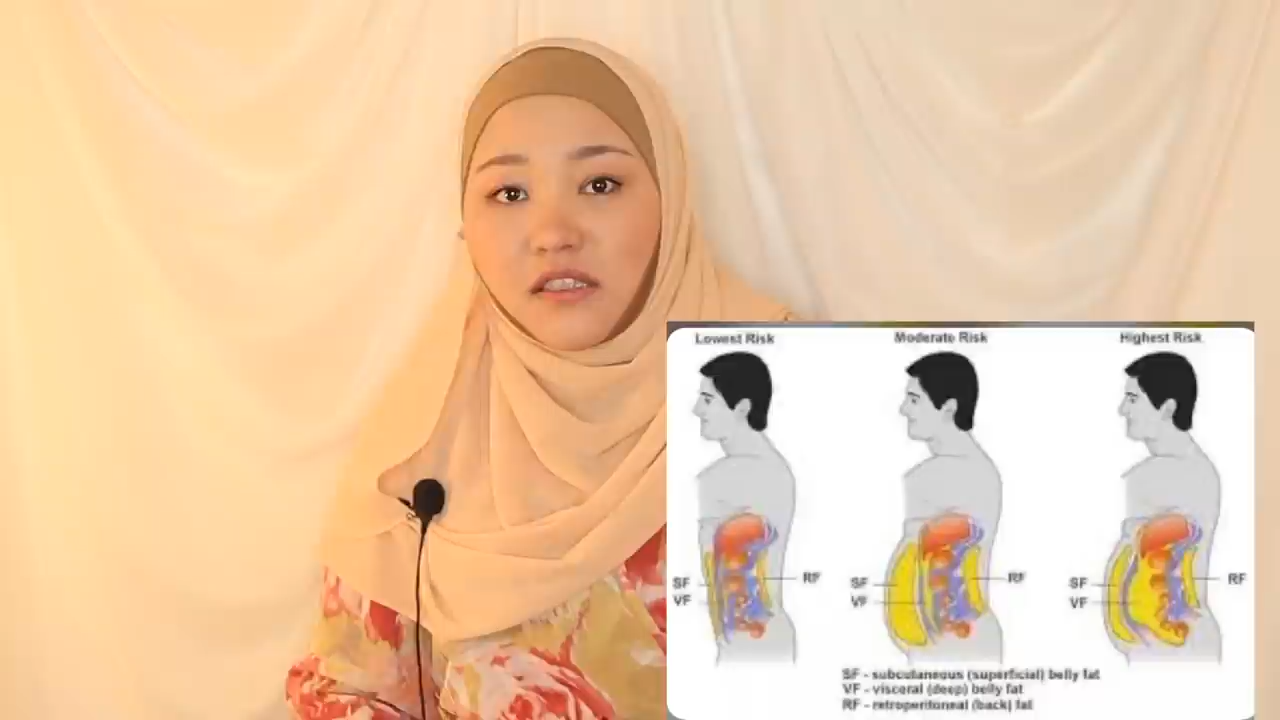 Lowest Risk
Moderate Risk
Highest Risk
SF
VF
RF
SF
VF
RF
SF
VF
RF
SF - subcutaneous (superficial) belly fat
VF - visceral (deep) belly fat
RF - retroperitoneal (back) fat